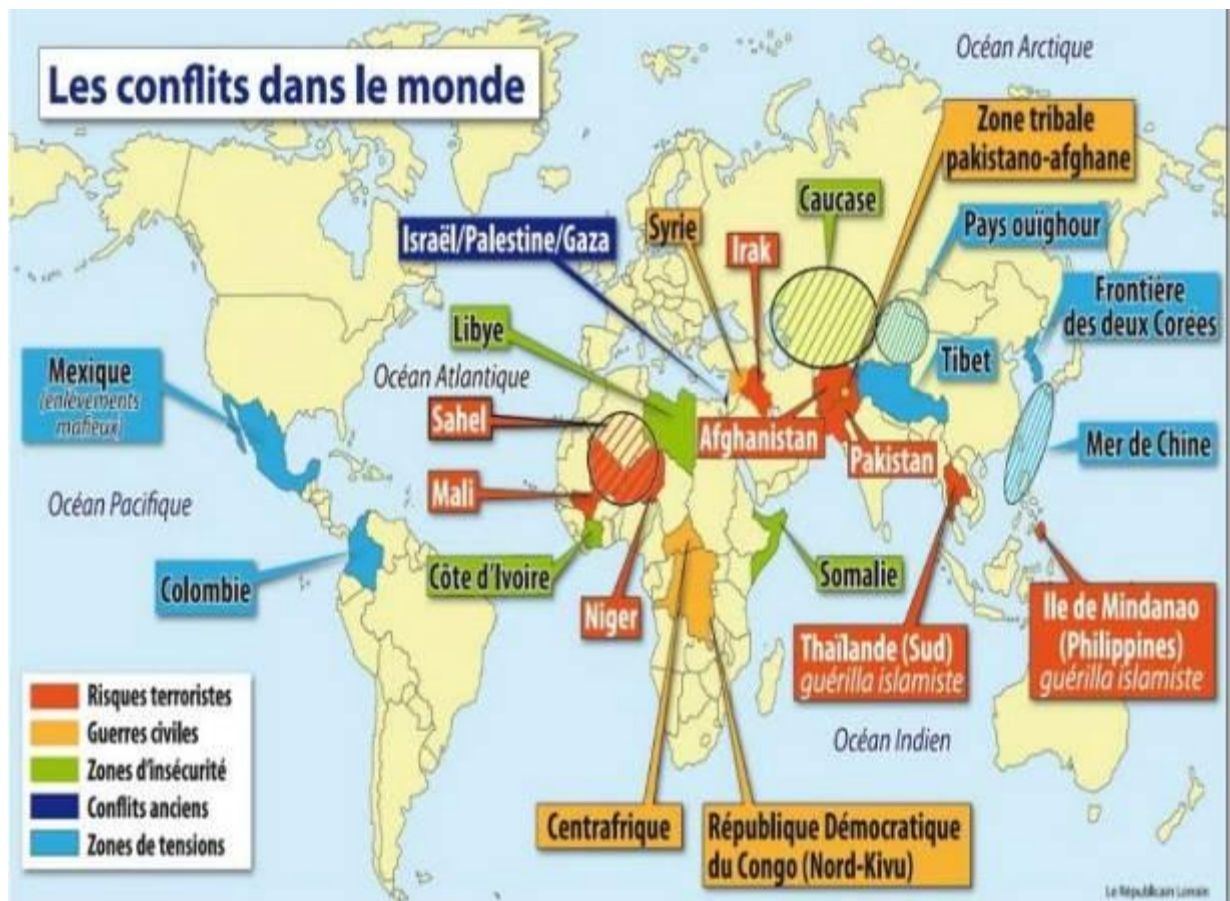 Océan Arctique
Les conflits dans le monde
Zone tribale
pakistano-afghane
Caucase
Israël/Palestine/Gaza
Syrie
Irak
Pays ouïghour
Frontière
des deux Corées
Libye
Tibet
Mexique
(enlèvements
mafieux)
Océan Atlantique
Sahel
Afghanistan
Pakistan
Mer de Chine
Mali
Océan Pacifique
Colombie
Côte d'Ivoire
Somalie
Niger
Thaïlande (Sud)
guérilla islamiste
Ile de Mindanao
(Philippines)
guérilla islamiste
Risques terroristes
Guerres civiles
Zones d'insécurité
Conflits anciens
Zones de tensions
Océan Indien
Centrafrique
République Démocratique
du Congo (Nord-Kivu)
Le Républicain Lorrain